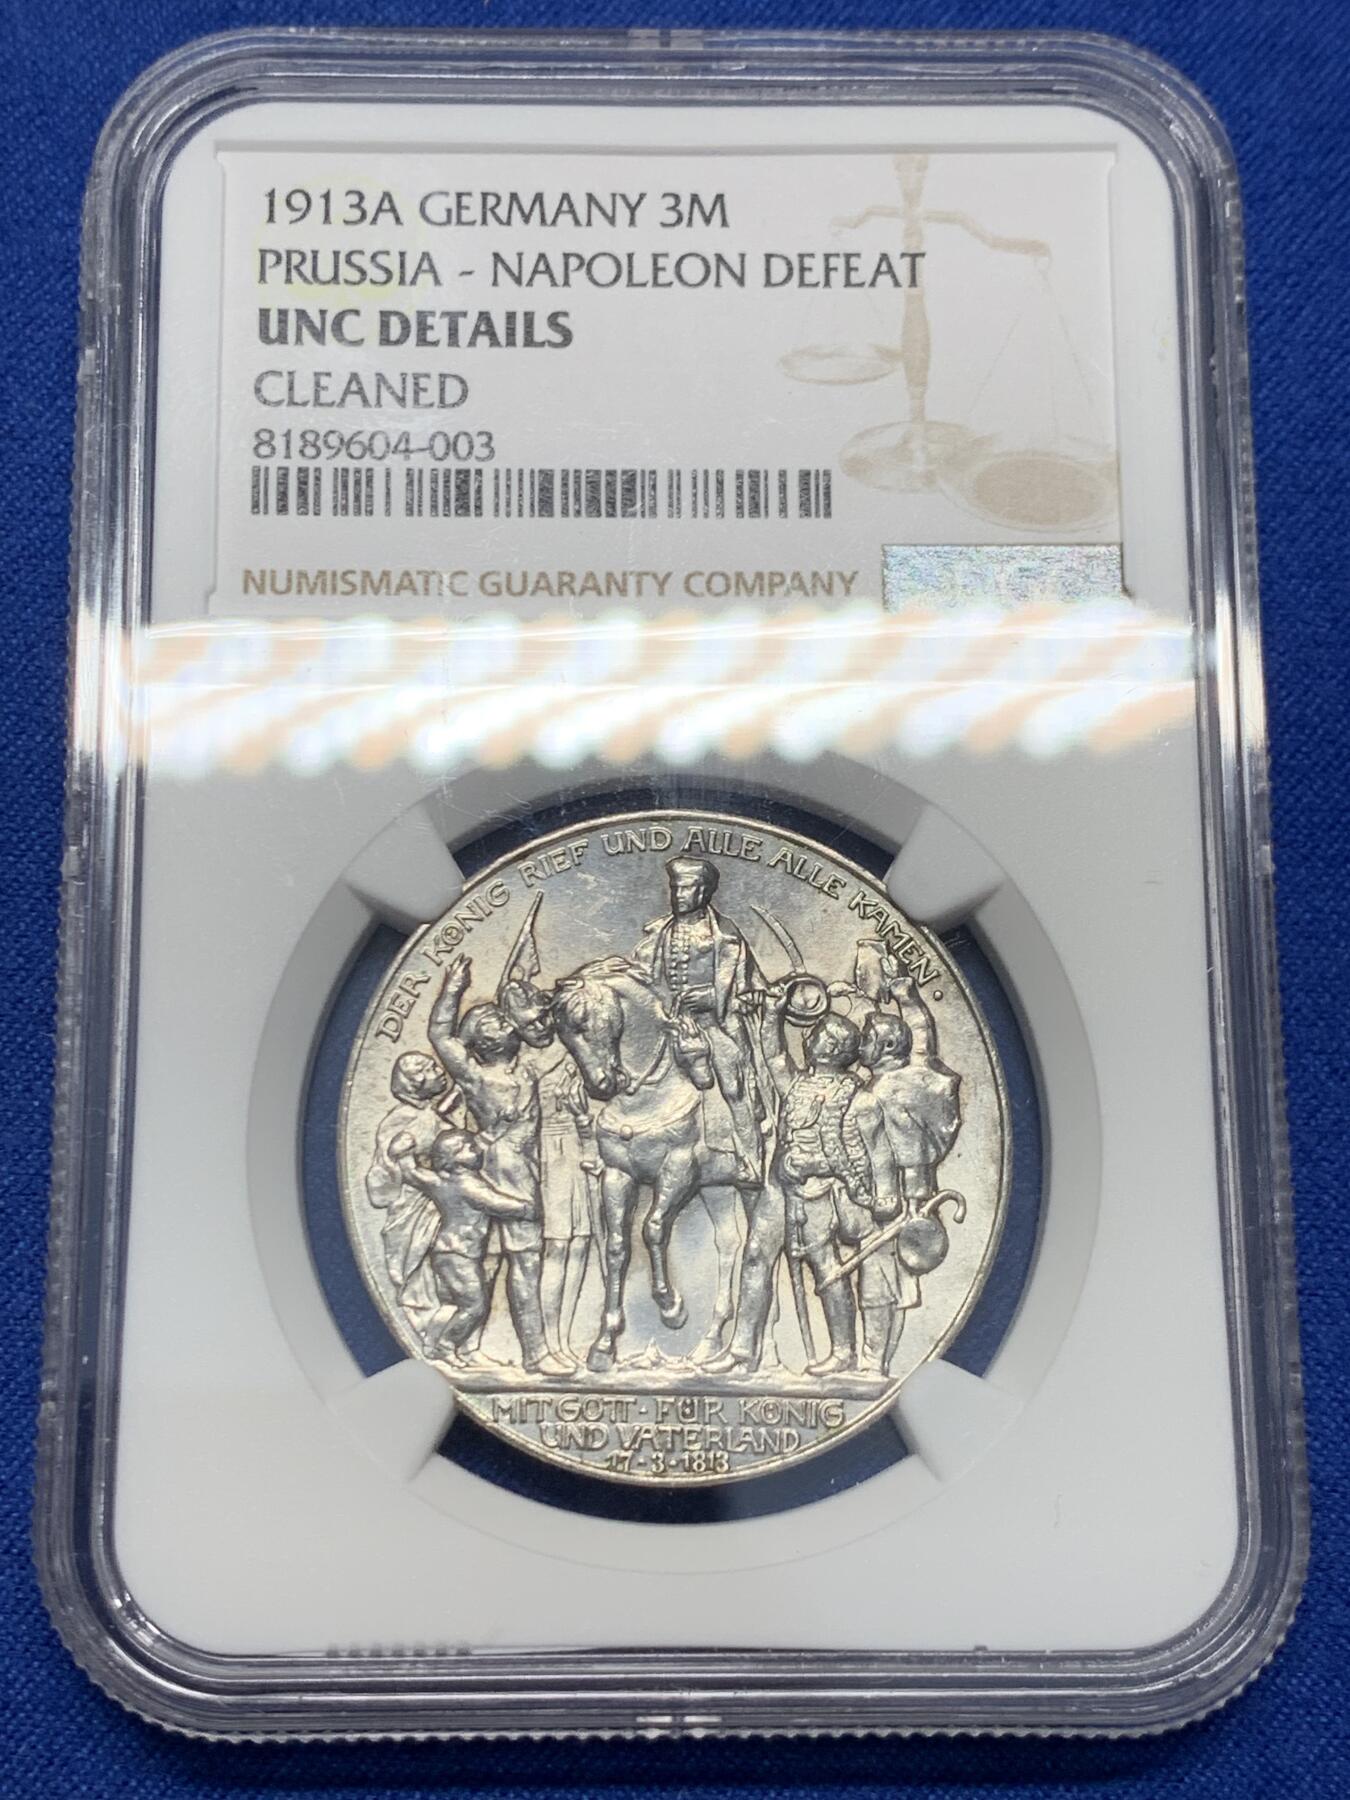 1913A GERMANY 3M
PRUSSIA - NAPOLEON DEFEAT
UNC DETAILS
CLEANED
8189604-003
NUMISMATIC GUARANTY COMPANY
DER KÖNIG RIEF UND ALLE ALLE KAMEN.
MIT GOTT · FÜR KÖNIG
UND VATERLAND
17 - 3 · 1813